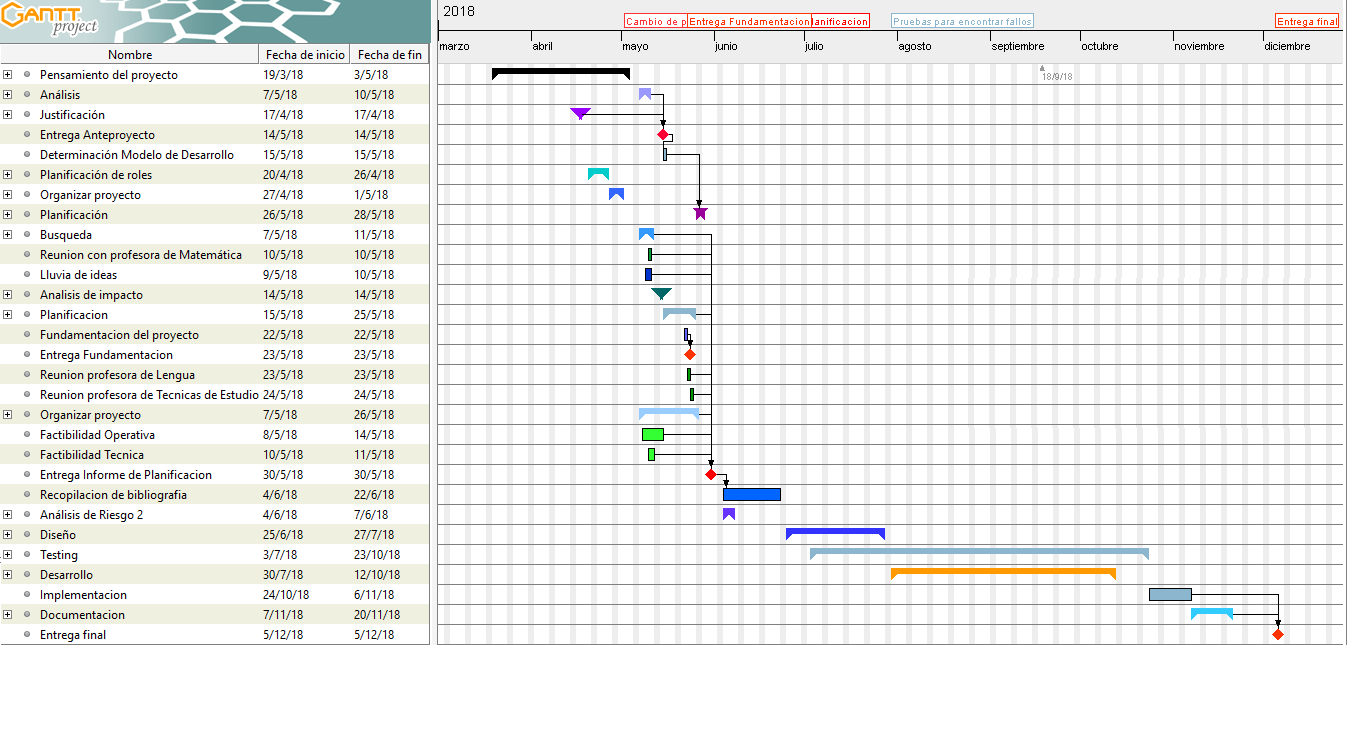 GANTT
project
2018
Cambio de p
Entrega Fundamentacion
lanificacion
Pruebas para encontrar fallos
Entrega final
marzo abril mayo junio julio agosto septiembre octubre noviembre diciembre
18/9/18
Nombre Fecha de inicio Fecha de fin
Pensamiento del proyecto 19/3/18 3/5/18
Análisis 7/5/18 10/5/18
Justificación 17/4/18 17/4/18
Entrega Anteproyecto 14/5/18 14/5/18
Determinación Modelo de Desarrollo 15/5/18 15/5/18
Planificación de roles 20/4/18 26/4/18
Organizar proyecto 27/4/18 1/5/18
Planificación 26/5/18 28/5/18
Busqueda 7/5/18 11/5/18
Reunion con profesora de Matemática 10/5/18 10/5/18
Lluvia de ideas 9/5/18 10/5/18
Analisis de impacto 14/5/18 14/5/18
Planificacion 15/5/18 25/5/18
Fundamentacion del proyecto 22/5/18 22/5/18
Entrega Fundamentacion 23/5/18 23/5/18
Reunion profesora de Lengua 23/5/18 23/5/18
Reunion profesora de Tecnicas de Estudio 24/5/18 24/5/18
Organizar proyecto 7/5/18 26/5/18
Factibilidad Operativa 8/5/18 14/5/18
Factibilidad Tecnica 10/5/18 11/5/18
Entrega Informe de Planificacion 30/5/18 30/5/18
Recopilacion de bibliografia 4/6/18 22/6/18
Análisis de Riesgo 2 4/6/18 7/6/18
Diseño 25/6/18 27/7/18
Testing 3/7/18 23/10/18
Desarrollo 30/7/18 12/10/18
Implementacion 24/10/18 6/11/18
Documentacion 7/11/18 20/11/18
Entrega final 5/12/18 5/12/18